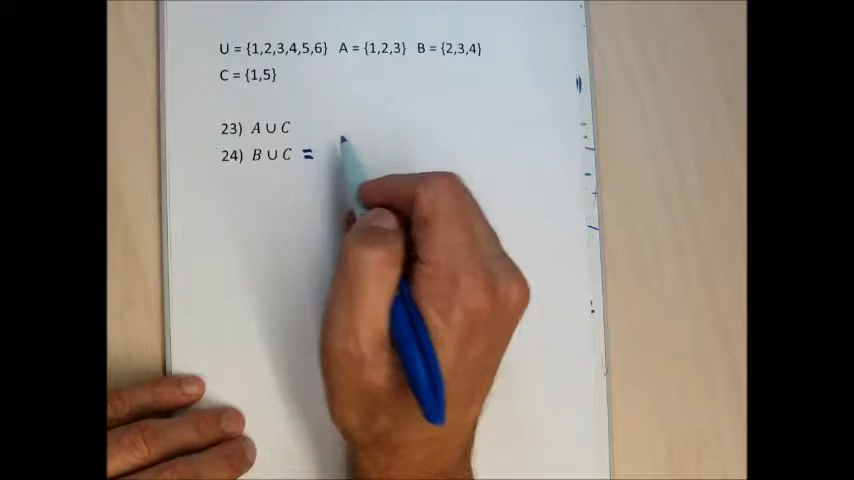 U = {1,2,3,4,5,6} A = {1,2,3} B = {2,3,4}
C = {1,5}
23) A ∪ C
24) B ∪ C =